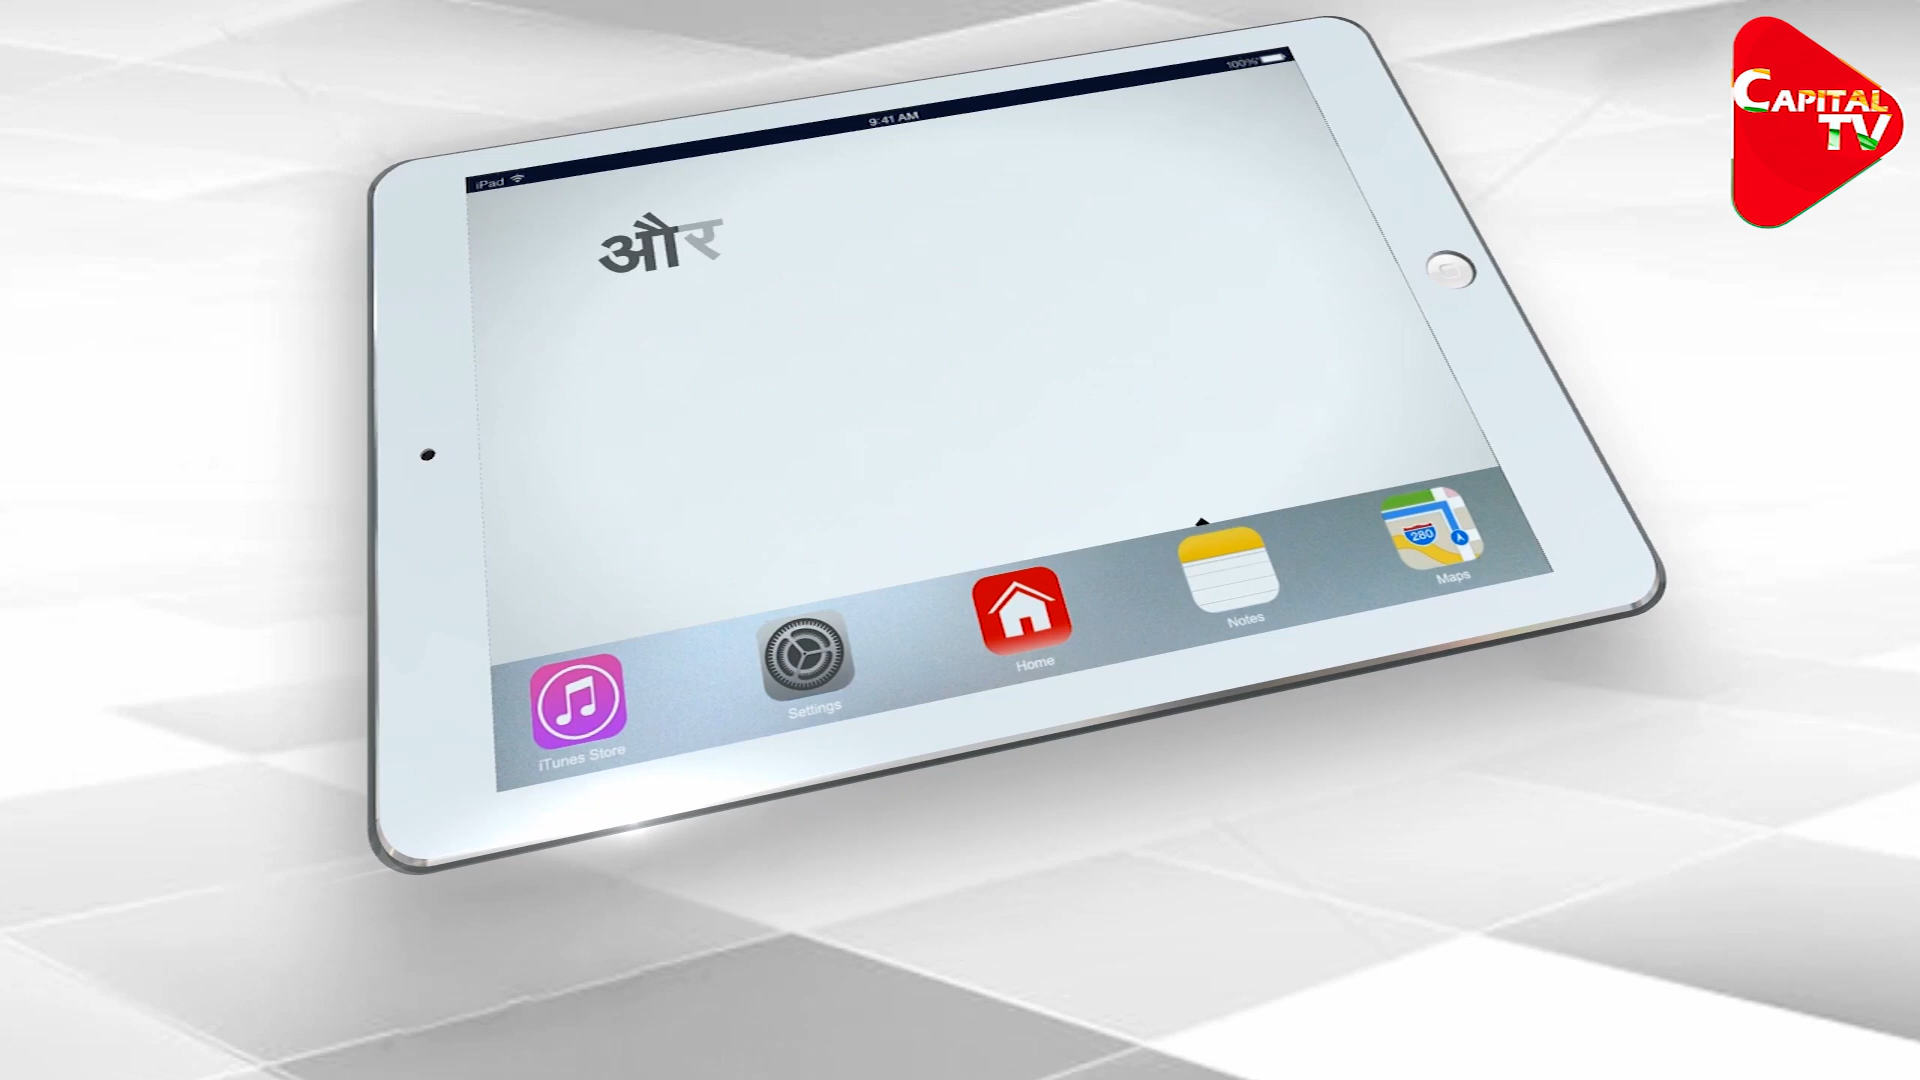 CAPITAL
TV
iPad
9:41 AM
100%
और
280
iTunes Store
Settings
Home
Notes
Maps